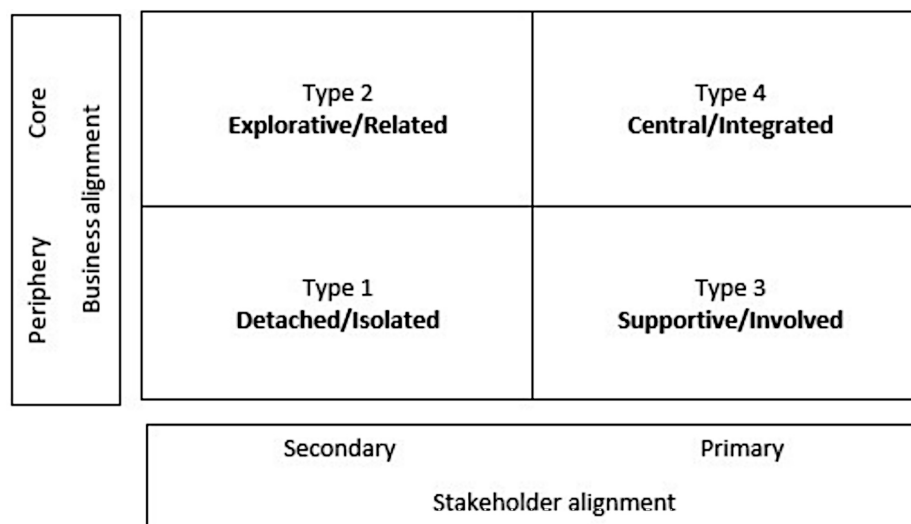 Core
Periphery
Business alignment
Type 2
Explorative/Related
Type 4
Central/Integrated
Type 1
Detached/Isolated
Type 3
Supportive/Involved
Secondary
Primary
Stakeholder alignment